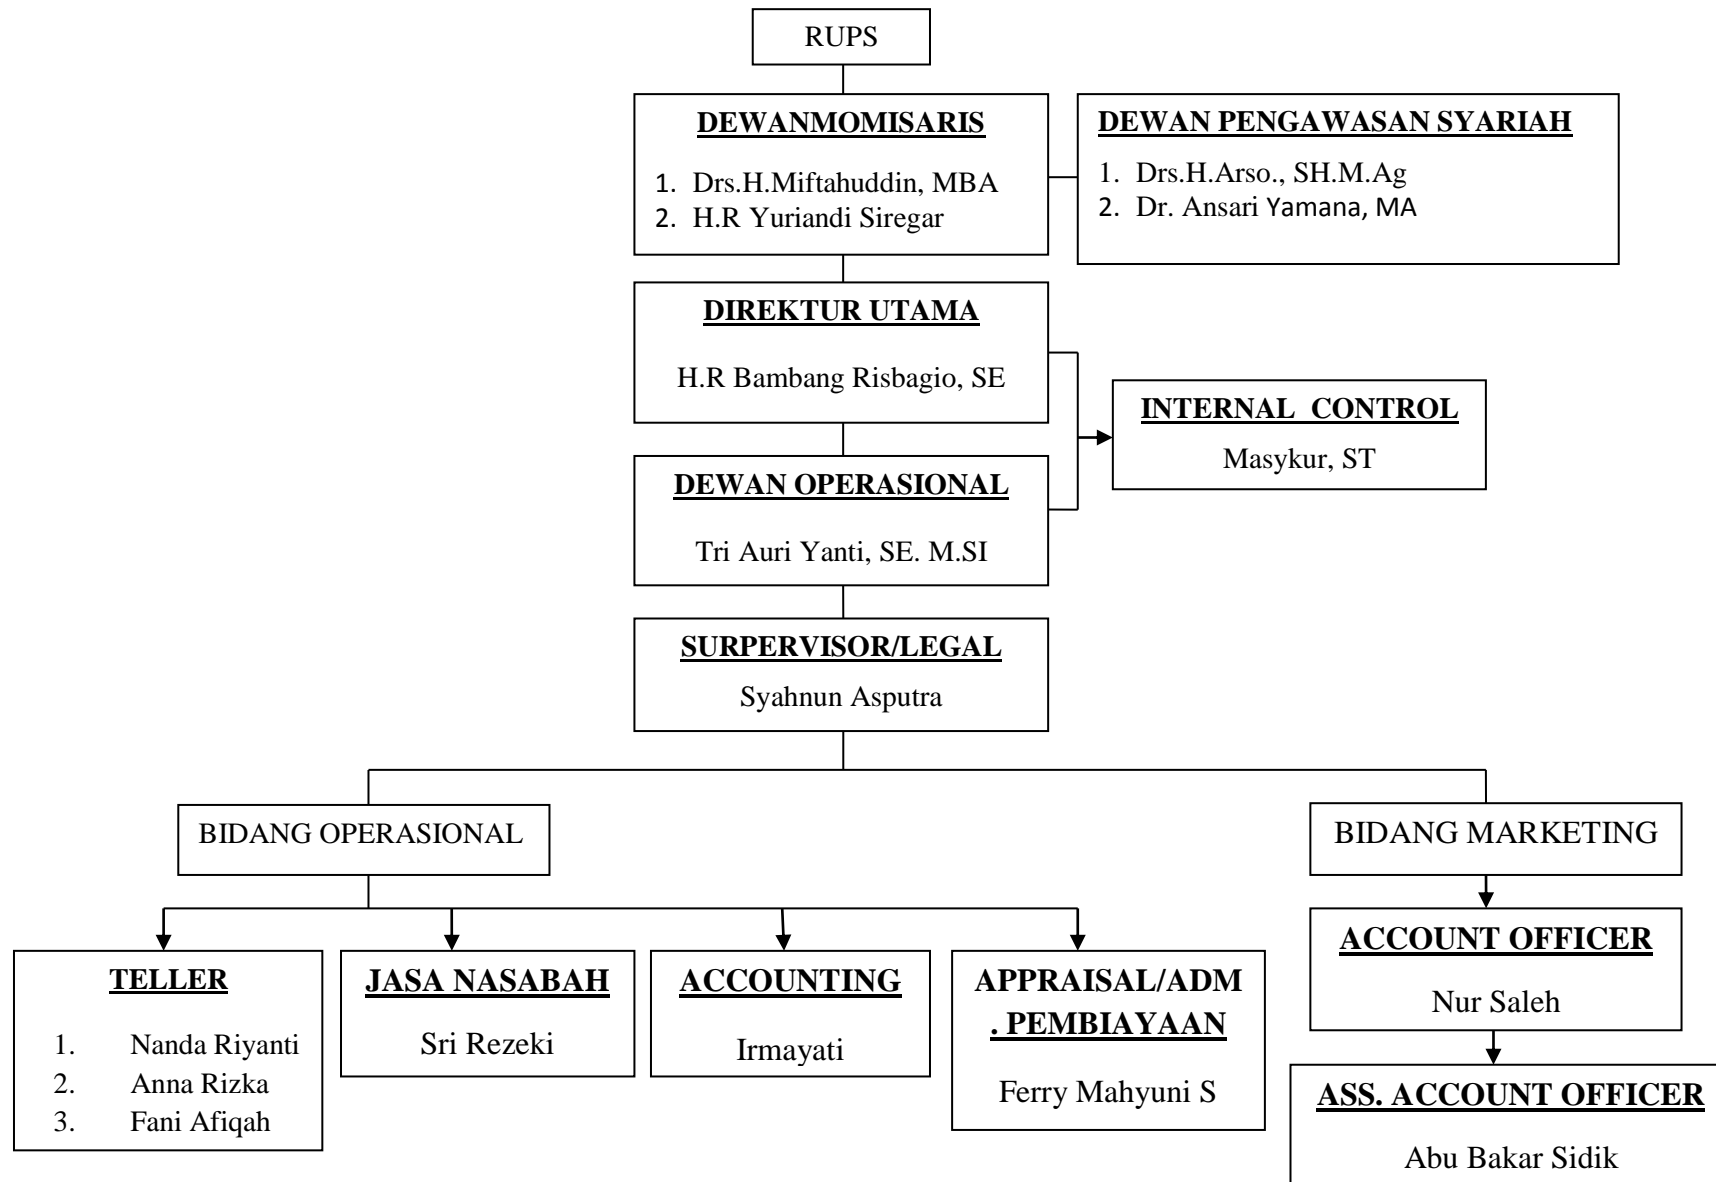 RUPS
DEWANMOMISARIS
1. Drs.H.Miftahuddin, MBA
2. H.R Yuriandi Siregar
DEWAN PENGAWASAN SYARIAH
1. Drs.H.Arso., SH.M.Ag
2. Dr. Ansari Yamana, MA
DIREKTUR UTAMA
H.R Bambang Risbagio, SE
INTERNAL CONTROL
Masykur, ST
DEWAN OPERASIONAL
Tri Auri Yanti, SE. M.SI
SURPERVISOR/LEGAL
Syahnun Asputra
BIDANG OPERASIONAL
BIDANG MARKETING
TELLER
1. Nanda Riyanti
2. Anna Rizka
3. Fani Afiqah
JASA NASABAH
Sri Rezeki
ACCOUNTING
Irmayati
APPRAISAL/ADM
. PEMBIAYAAN
Ferry Mahyuni S
ACCOUNT OFFICER
Nur Saleh
ASS. ACCOUNT OFFICER
Abu Bakar Sidik